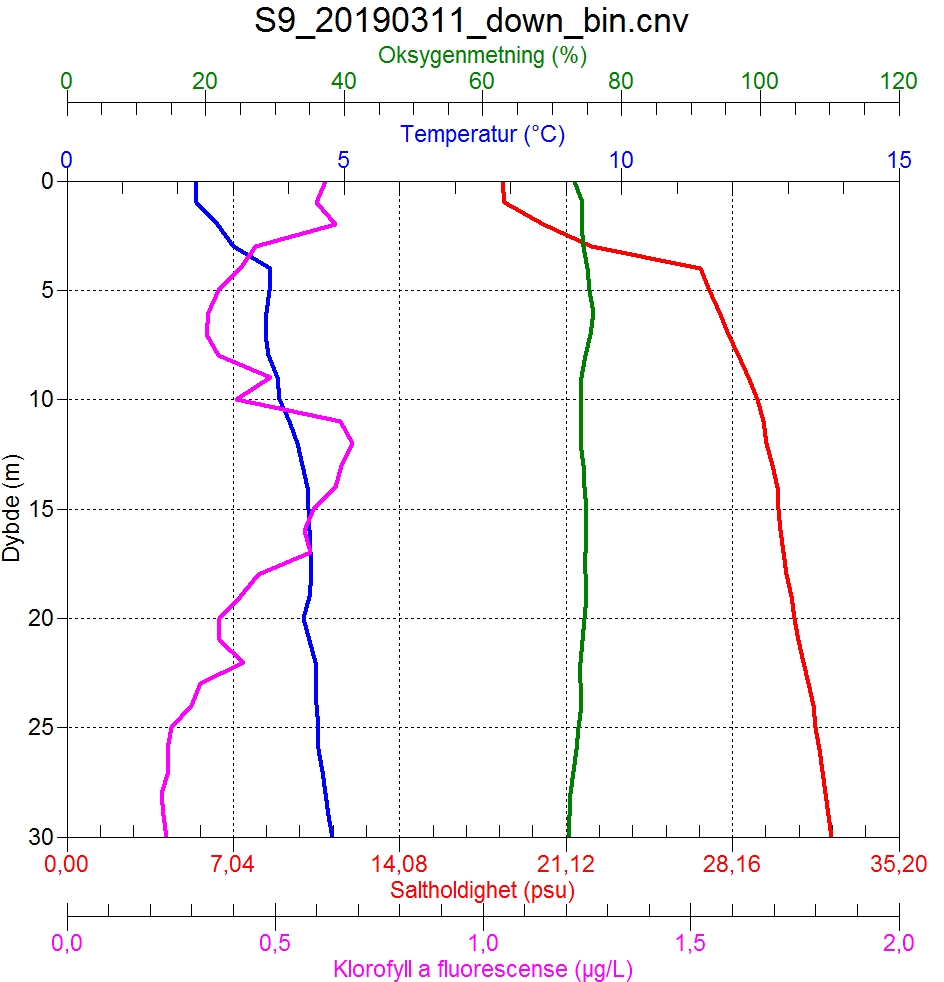 S9_20190311_down_bin.cnv
Oksygenmetning (%)
0 20 40 60 80 100 120
Temperatur (°C)
0 5 10 15
0
5
10
15
20
25
30
Dybde (m)
0,00 7,04 14,08 21,12 28,16 35,20
Saltholdighet (psu)
0,0 0,5 1,0 1,5 2,0
Klorofyll a fluorescense (µg/L)